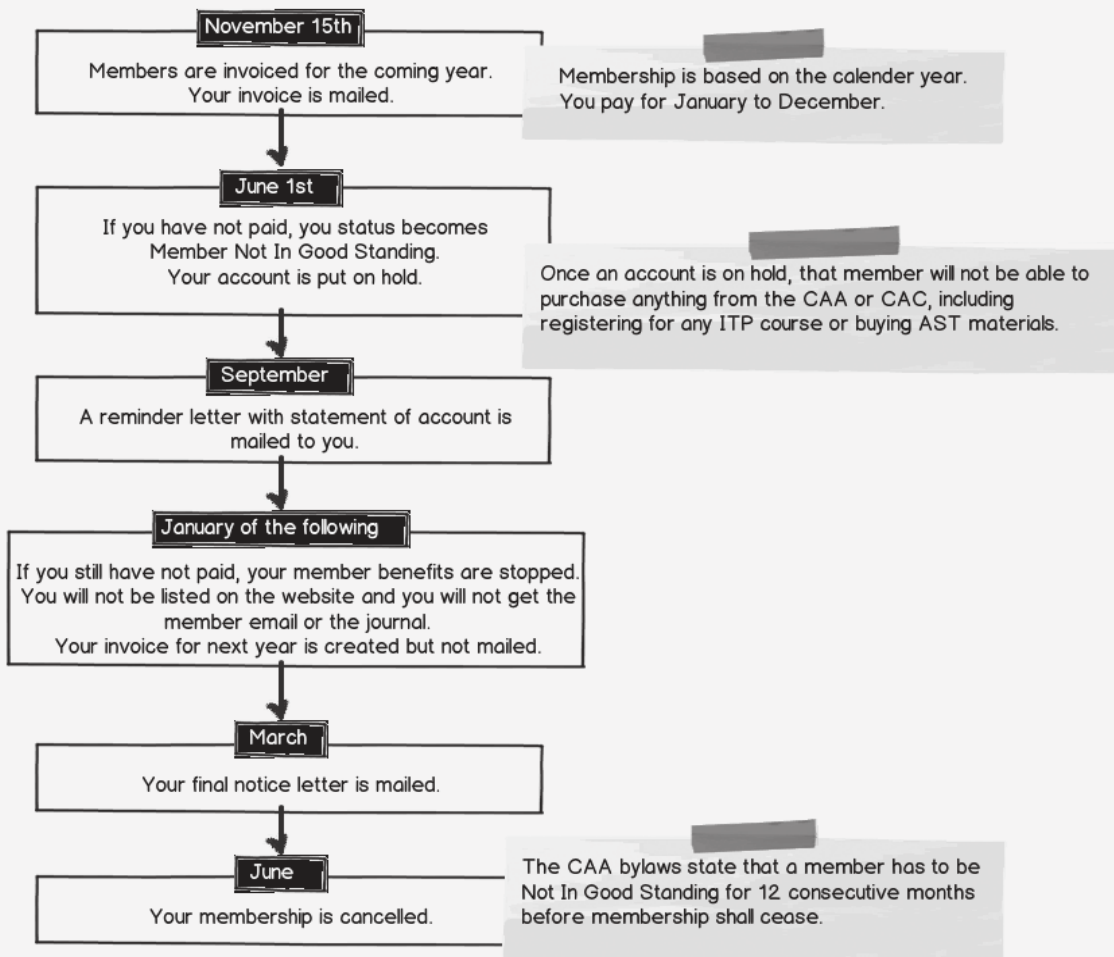 November 15th
Members are invoiced for the coming year.
Your invoice is mailed.
Membership is based on the calender year.
You pay for January to December.
June 1st
If you have not paid, you status becomes
Member Not In Good Standing.
Your account is put on hold.
Once an account is on hold, that member will not be able to
purchase anything from the CAA or CAC, including
registering for any ITP course or buying AST materials.
September
A reminder letter with statement of account is
mailed to you.
January of the following
If you still have not paid, your member benefits are stopped.
You will not be listed on the website and you will not get the
member email or the journal.
Your invoice for next year is created but not mailed.
March
Your final notice letter is mailed.
June
Your membership is cancelled.
The CAA bylaws state that a member has to be
Not In Good Standing for 12 consecutive months
before membership shall cease.